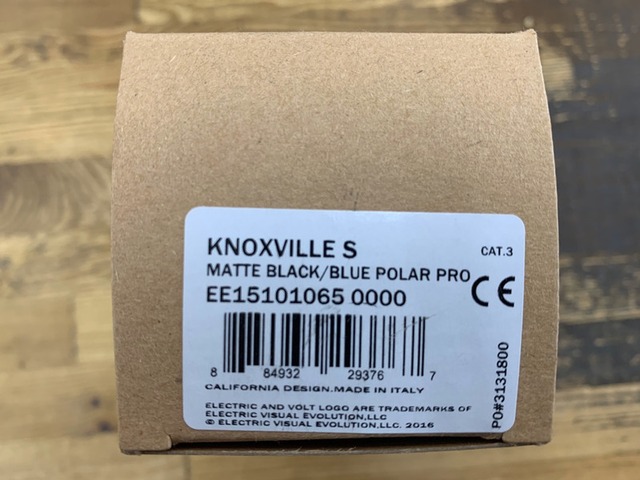 KNOXVILLE S
CAT.3
MATTE BLACK/BLUE POLAR PRO
CE
EE15101065 0000
8 84932 29376 7
CALIFORNIA DESIGN.MADE IN ITALY
ELECTRIC AND VOLT LOGO ARE TRADEMARKS OF
ELECTRIC VISUAL EVOLUTION,LLC
© ELECTRIC VISUAL EVOLUTION,LLC. 2016
PO#3131800